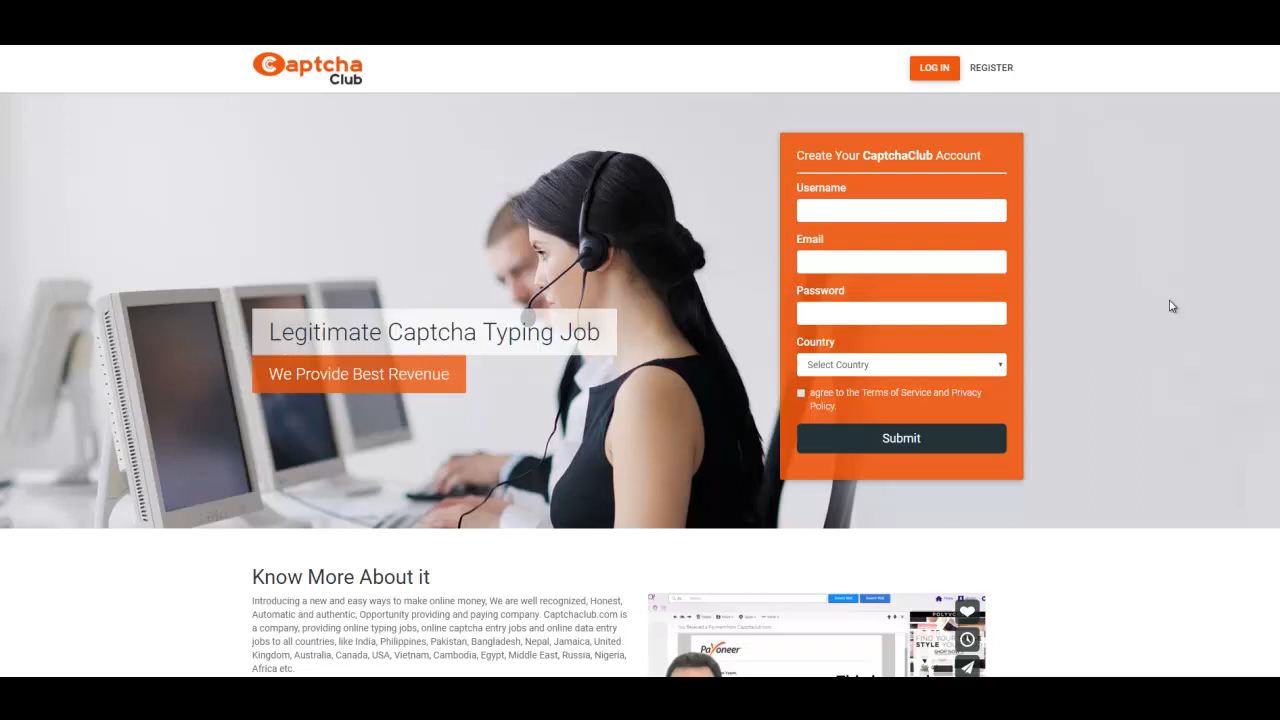 Captcha
Club
LOG IN
REGISTER
Create Your CaptchaClub Account
Username
Email
Password
Country
Select Country
agree to the Terms of Service and Privacy
Policy.
Submit
Legitimate Captcha Typing Job
We Provide Best Revenue
Know More About it
Introducing a new and easy ways to make online money, We are well recognized, Honest,
Automatic and authentic, Opportunity providing and paying company. Captchaclub.com is
a company, providing online typing jobs, online captcha entry jobs and online data entry
jobs to all countries, like India, Philippines, Pakistan, Bangladesh, Nepal, Jamaica, United
Kingdom, Australia, Canada, USA, Vietnam, Cambodia, Egypt, Middle East, Russia, Nigeria,
Africa etc.
POLYVO
Payoneer
FIND YOUR
STYLE